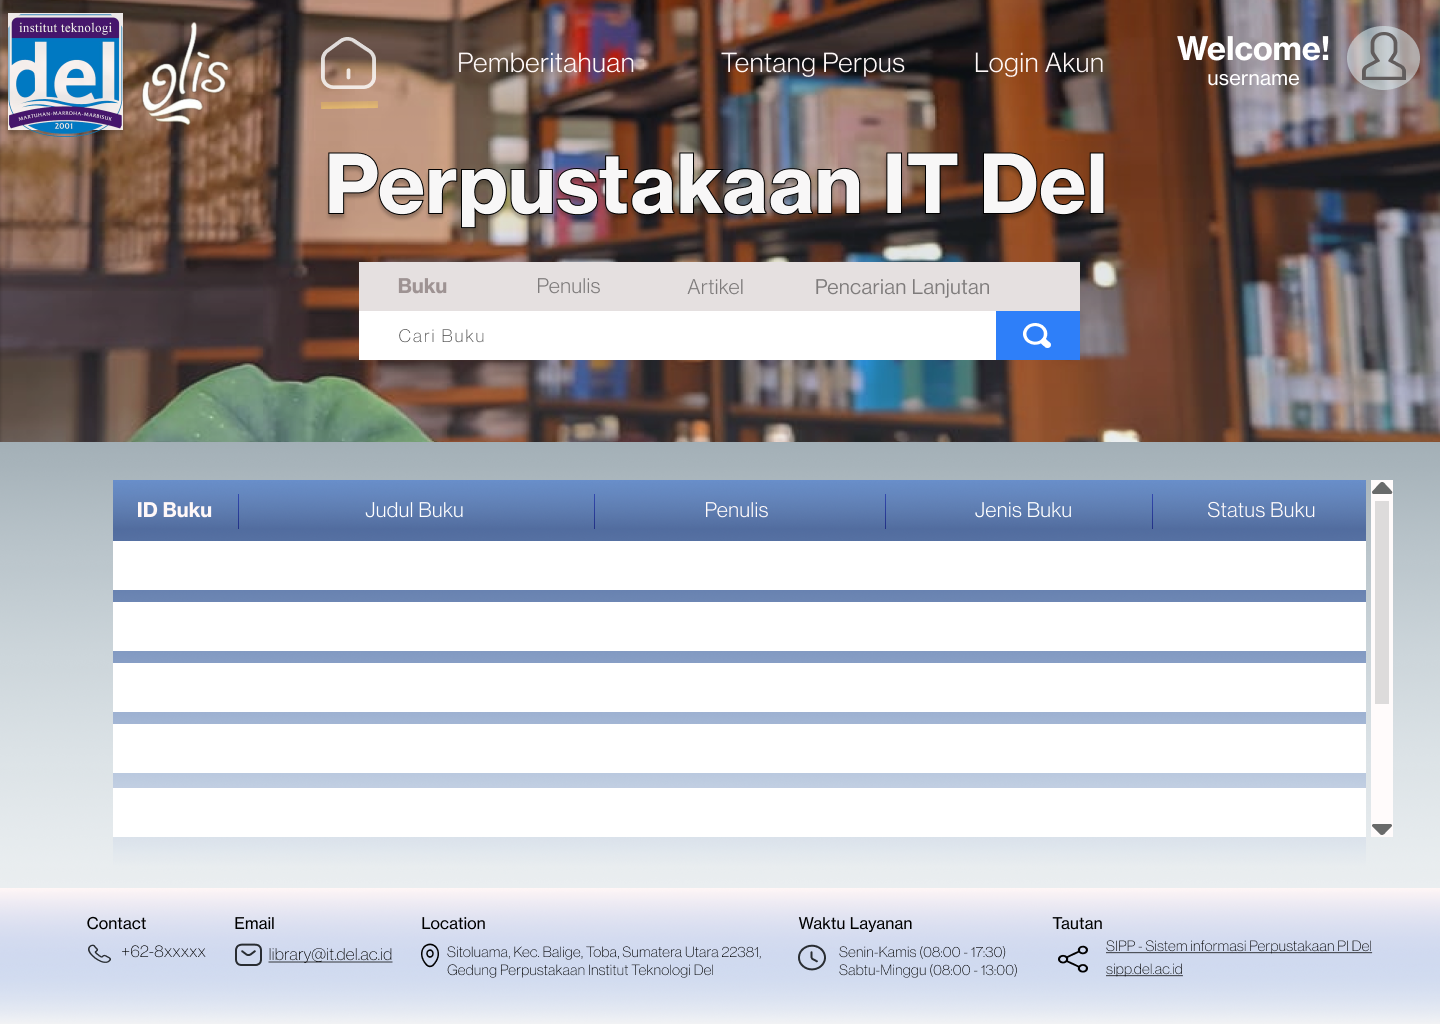 institut teknologi
del
MARTUHAN-MARROHA-MARBISUK
2001
olis
Pemberitahuan
Tentang Perpus
Login Akun
Welcome!
username
Perpustakaan IT Del
Buku
Penulis
Artikel
Pencarian Lanjutan
Cari Buku
ID Buku
Judul Buku
Penulis
Jenis Buku
Status Buku
Contact
+62-8xxxxx
Email
library@it.del.ac.id
Location
Sitoluama, Kec. Balige, Toba, Sumatera Utara 22381,
Gedung Perpustakaan Institut Teknologi Del
Waktu Layanan
Senin-Kamis (08:00 - 17:30)
Sabtu-Minggu (08:00 - 13:00)
Tautan
SIPP - Sistem informasi Perpustakaan PI Del
sipp.del.ac.id